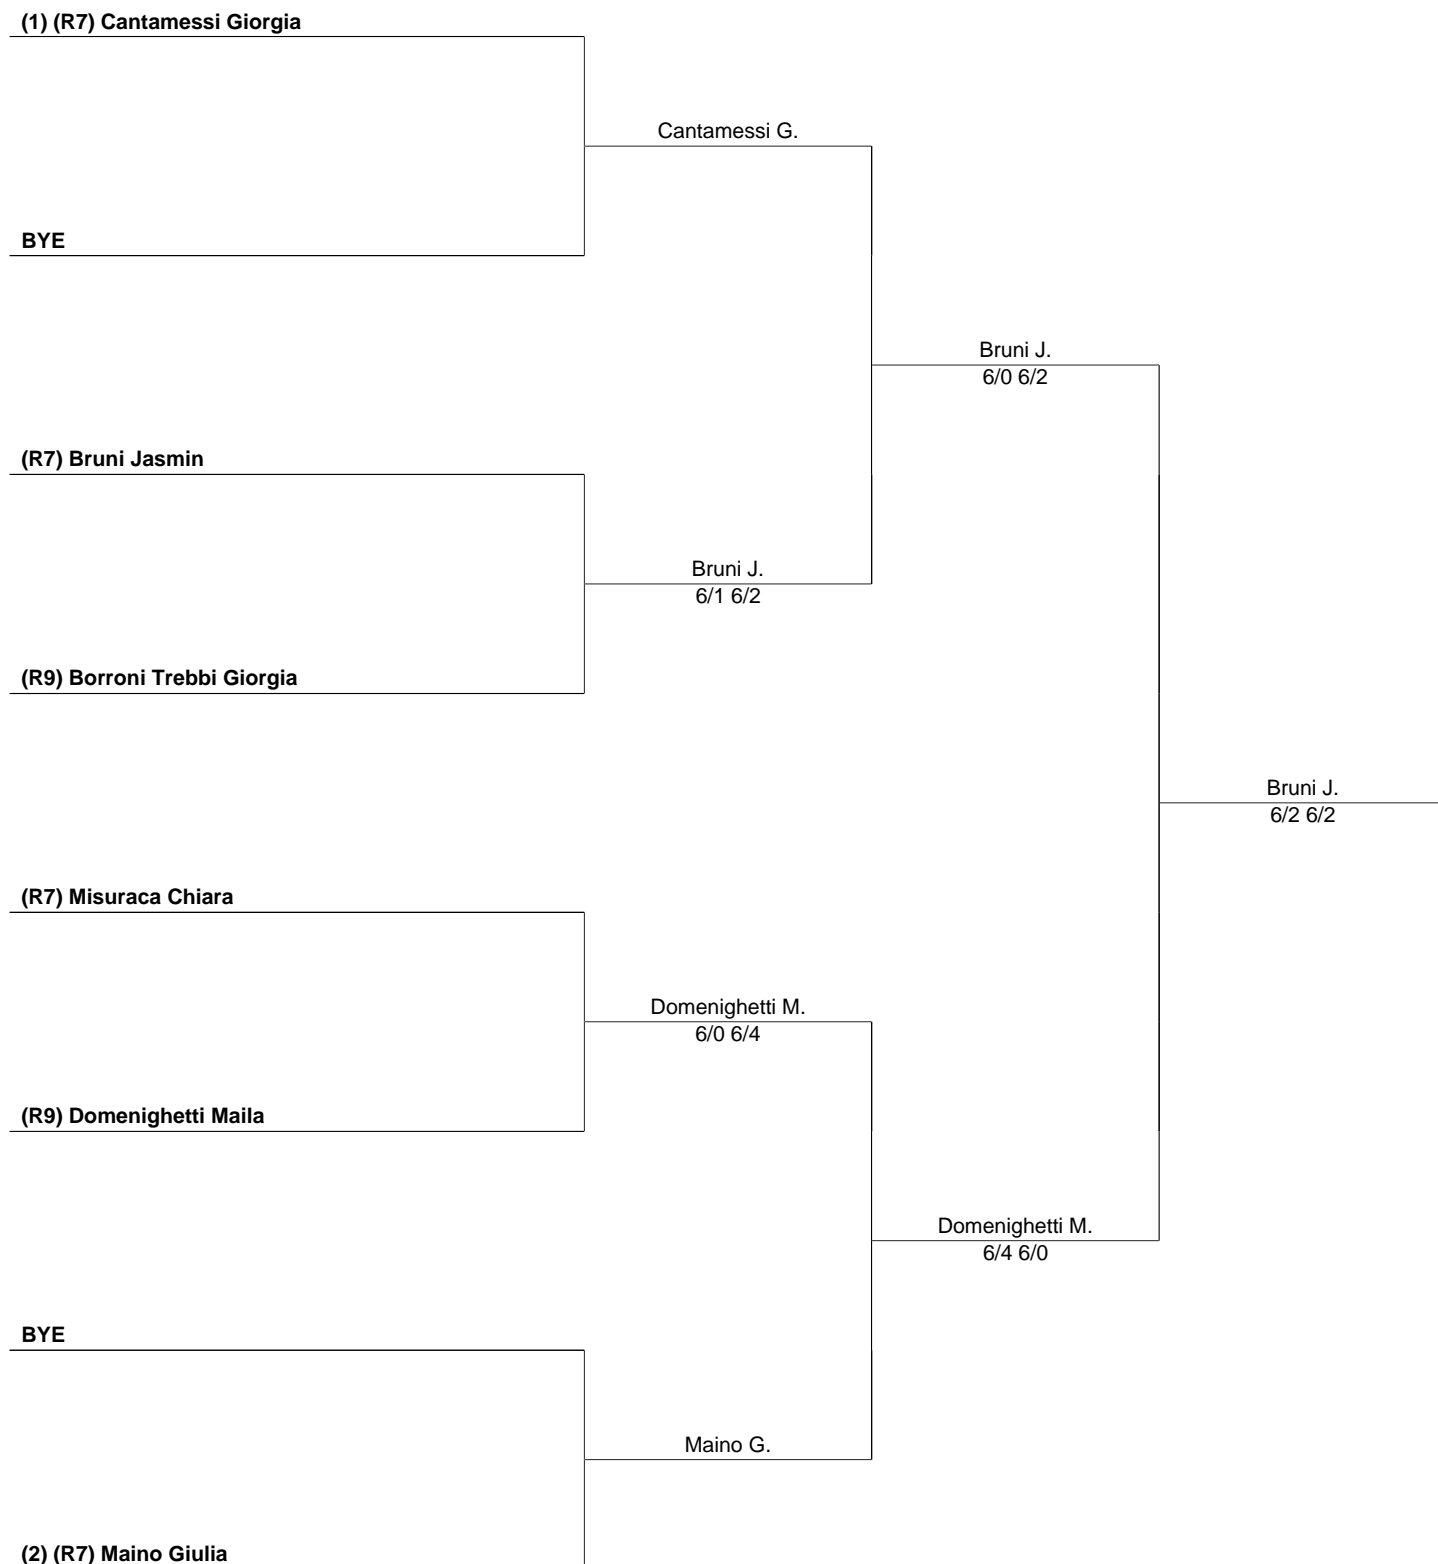 (1) (R7) Cantamessi Giorgia
Cantamessi G.
BYE
Bruni J.
6/0 6/2
(R7) Bruni Jasmin
Bruni J.
6/1 6/2
(R9) Borroni Trebbi Giorgia
Bruni J.
6/2 6/2
(R7) Misuraca Chiara
Domenighetti M.
6/0 6/4
(R9) Domenighetti Maila
Domenighetti M.
6/4 6/0
BYE
Maino G.
(2) (R7) Maino Giulia